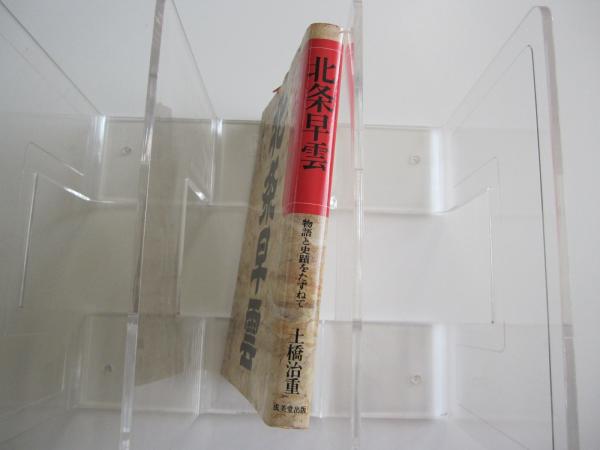 北条早雲
物語と史蹟をたずねて
土橋治重
成美堂出版
北条早雲